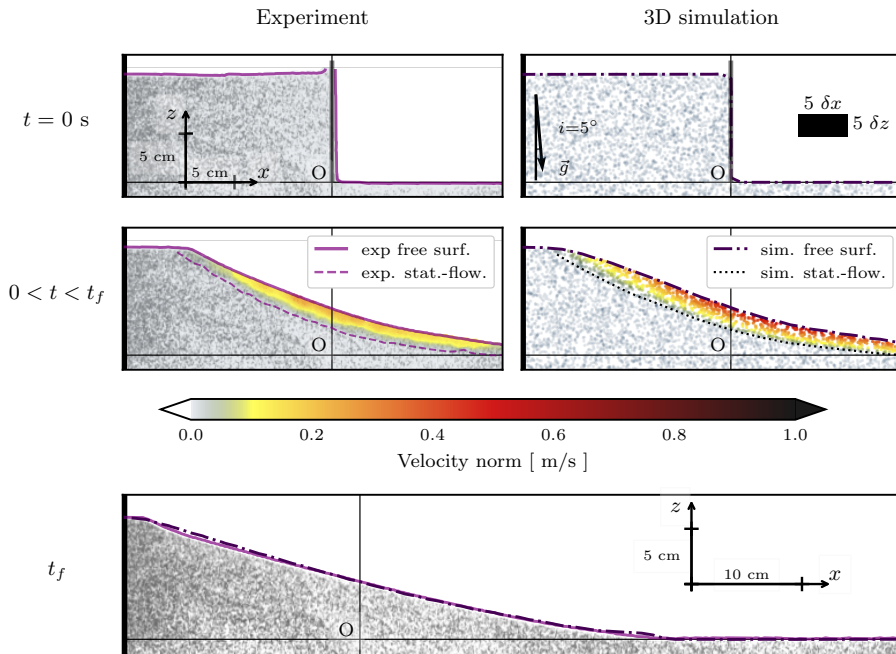 Experiment
3D simulation
t = 0 s
z
5 cm
5 cm
x
O
i=5°
g⃗
O
5 δx
5 δz
0 < t < t_f
exp free surf.
exp. stat.-flow.
O
sim. free surf.
sim. stat.-flow.
O
0.0 0.2 0.4 0.6 0.8 1.0
Velocity norm [ m/s ]
t_f
O
z
5 cm
10 cm
x